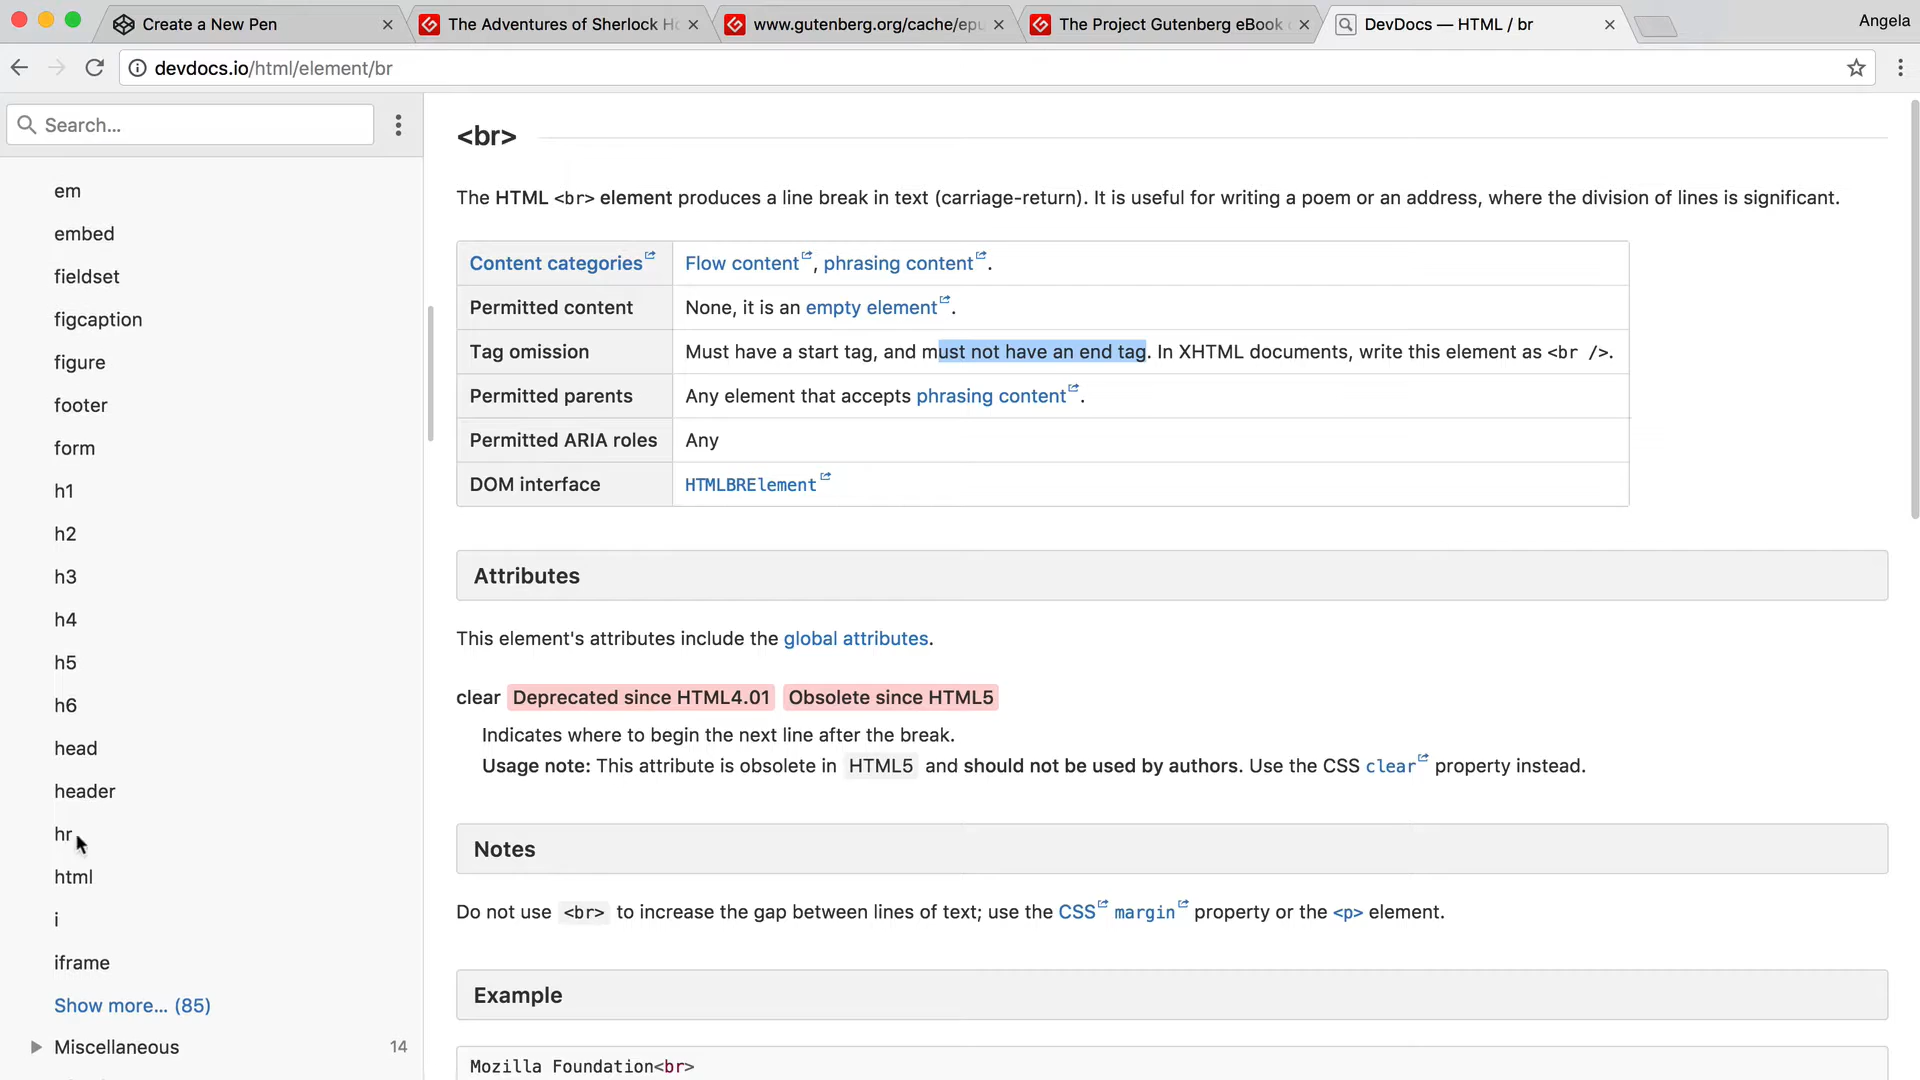 Create a New Pen
The Adventures of Sherlock Ho
www.gutenberg.org/cache/epu
The Project Gutenberg eBook o
DevDocs — HTML / br
Angela
devdocs.io/html/element/br
Search...
em
embed
fieldset
figcaption
figure
footer
form
h1
h2
h3
h4
h5
h6
head
header
hr
html
i
iframe
Show more… (85)
Miscellaneous 14
<br>
The HTML <br> element produces a line break in text (carriage-return). It is useful for writing a poem or an address, where the division of lines is significant.
Content categories Flow content, phrasing content.
Permitted content None, it is an empty element.
Tag omission Must have a start tag, and must not have an end tag. In XHTML documents, write this element as <br />.
Permitted parents Any element that accepts phrasing content.
Permitted ARIA roles Any
DOM interface HTMLBRElement
Attributes
This element's attributes include the global attributes.
clear Deprecated since HTML4.01 Obsolete since HTML5
Indicates where to begin the next line after the break.
Usage note: This attribute is obsolete in HTML5 and should not be used by authors. Use the CSS clear property instead.
Notes
Do not use <br> to increase the gap between lines of text; use the CSS margin property or the <p> element.
Example
Mozilla Foundation<br>